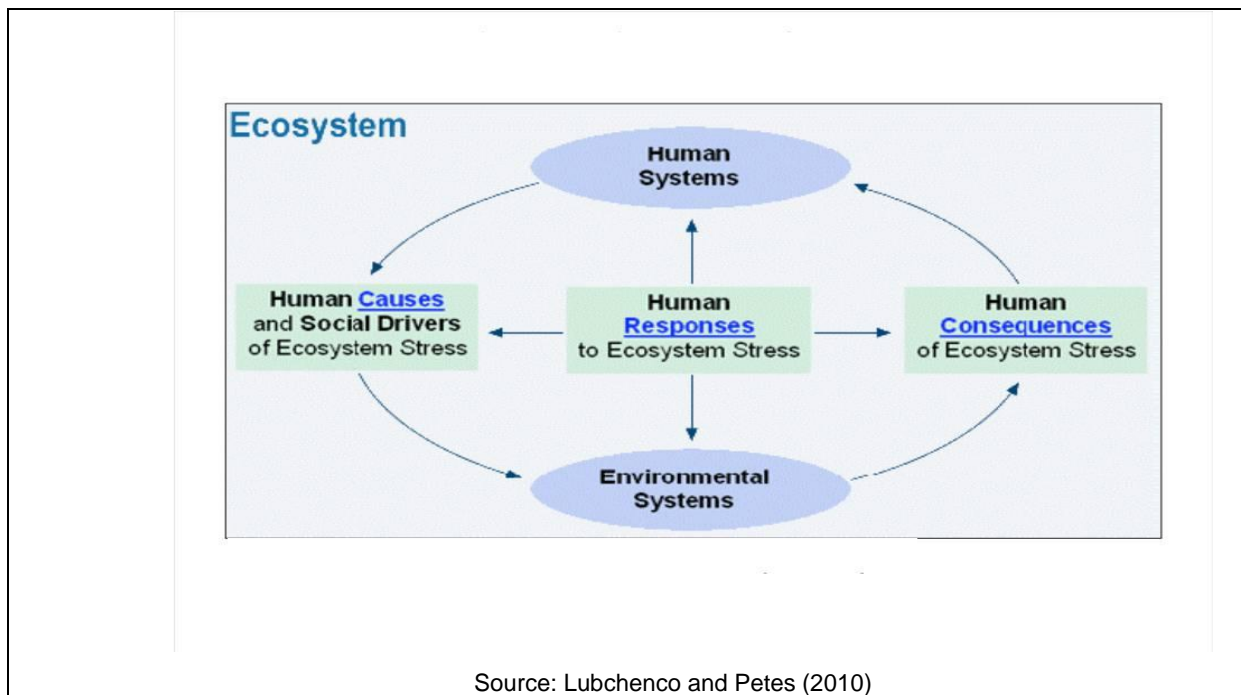 Ecosystem
Human
Systems
Human Causes
and Social Drivers
of Ecosystem Stress
Human
Responses
to Ecosystem Stress
Human
Consequences
of Ecosystem Stress
Environmental
Systems
Source: Lubchenco and Petes (2010)